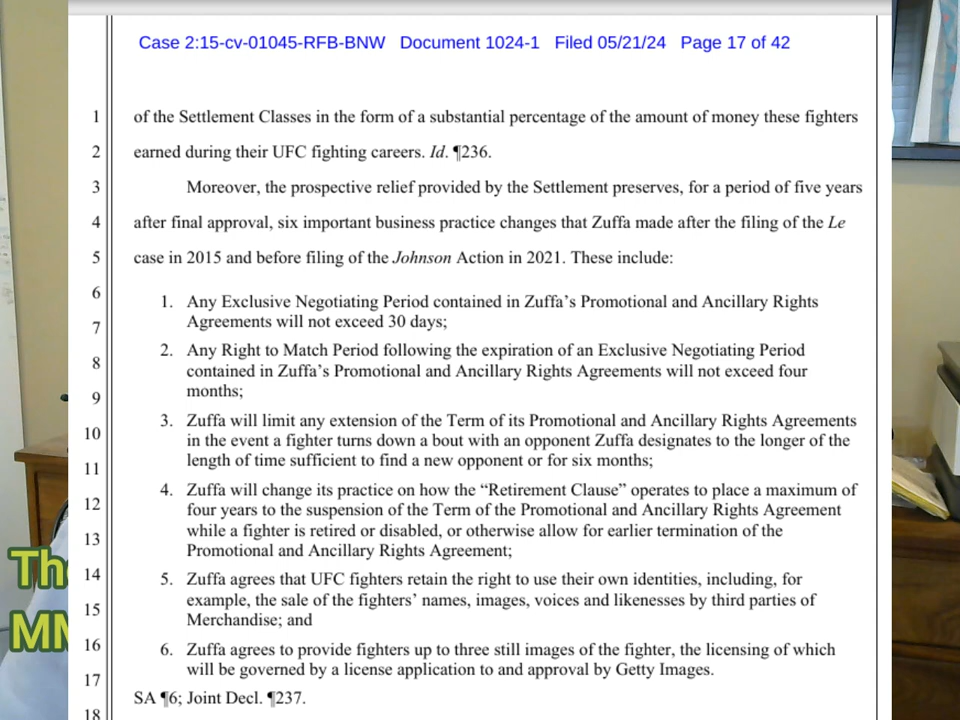 Case 2:15-cv-01045-RFB-BNW Document 1024-1 Filed 05/21/24 Page 17 of 42
1 of the Settlement Classes in the form of a substantial percentage of the amount of money these fighters
2 earned during their UFC fighting careers. Id. ¶236.
3 Moreover, the prospective relief provided by the Settlement preserves, for a period of five years
4 after final approval, six important business practice changes that Zuffa made after the filing of the Le
5 case in 2015 and before filing of the Johnson Action in 2021. These include:
6
1. Any Exclusive Negotiating Period contained in Zuffa's Promotional and Ancillary Rights
7 Agreements will not exceed 30 days;
2. Any Right to Match Period following the expiration of an Exclusive Negotiating Period
8 contained in Zuffa's Promotional and Ancillary Rights Agreements will not exceed four
9 months;
3. Zuffa will limit any extension of the Term of its Promotional and Ancillary Rights Agreements
10 in the event a fighter turns down a bout with an opponent Zuffa designates to the longer of the
11 length of time sufficient to find a new opponent or for six months;
4. Zuffa will change its practice on how the “Retirement Clause” operates to place a maximum of
12 four years to the suspension of the Term of the Promotional and Ancillary Rights Agreement
while a fighter is retired or disabled, or otherwise allow for earlier termination of the
13 Promotional and Ancillary Rights Agreement;
14 5. Zuffa agrees that UFC fighters retain the right to use their own identities, including, for
example, the sale of the fighters' names, images, voices and likenesses by third parties of
15 Merchandise; and
16 6. Zuffa agrees to provide fighters up to three still images of the fighter, the licensing of which
will be governed by a license application to and approval by Getty Images.
17
SA ¶6; Joint Decl. ¶237.
18
Th
MM